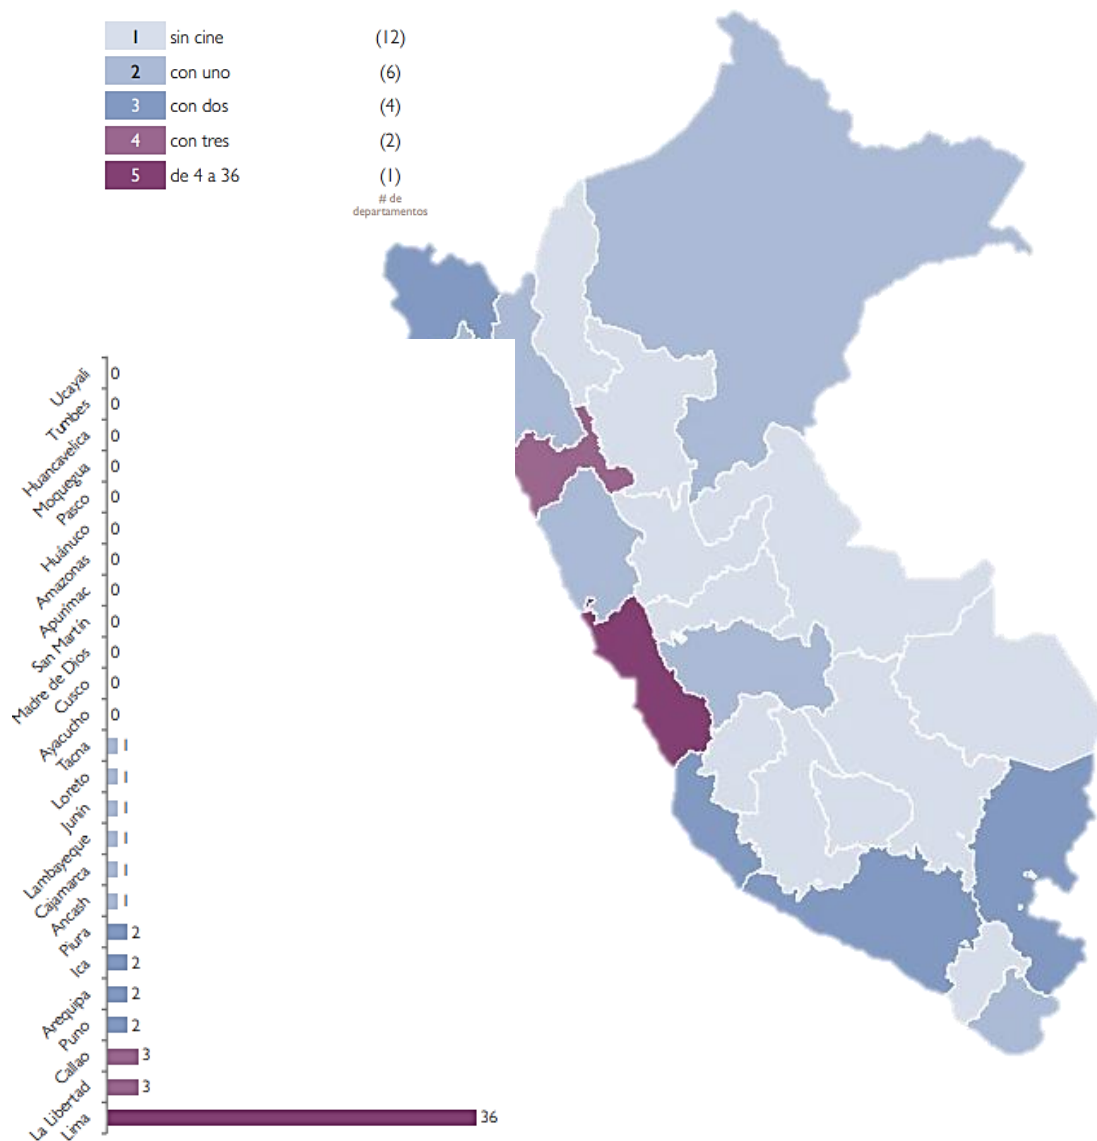 1 sin cine (12)
2 con uno (6)
3 con dos (4)
4 con tres (2)
5 de 4 a 36 (1)
# de
departamentos
Ucayali 0
Tumbes 0
Huancavelica 0
Moquegua 0
Pasco 0
Huánuco 0
Amazonas 0
Apurímac 0
San Martín 0
Madre de Dios 0
Cusco 0
Ayacucho 0
Tacna 1
Loreto 1
Junín 1
Lambayeque 1
Cajamarca 1
Ancash 1
Piura 2
Ica 2
Arequipa 2
Puno 2
Callao 3
La Libertad 3
Lima 36